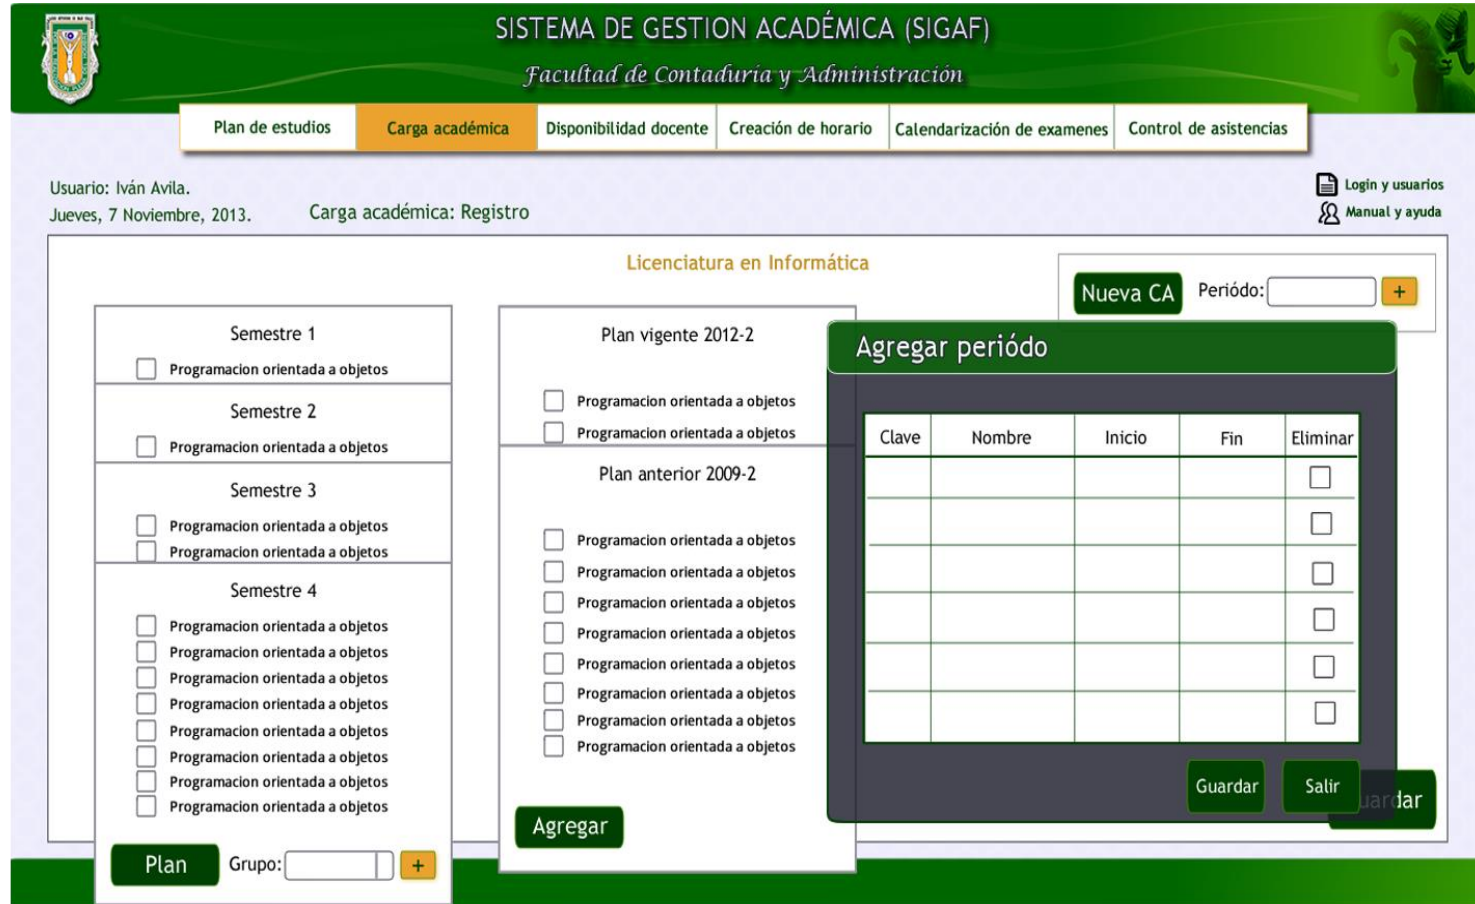 SISTEMA DE GESTION ACADÉMICA (SIGAF)
Facultad de Contaduría y Administración
Plan de estudios
Carga académica
Disponibilidad docente
Creación de horario
Calendarización de examenes
Control de asistencias
Usuario: Iván Avila.
Jueves, 7 Noviembre, 2013.
Carga académica: Registro
Login y usuarios
Manual y ayuda
Licenciatura en Informática
Nueva CA
Periódo:
+
Semestre 1
Programacion orientada a objetos
Semestre 2
Programacion orientada a objetos
Semestre 3
Programacion orientada a objetos
Programacion orientada a objetos
Semestre 4
Programacion orientada a objetos
Programacion orientada a objetos
Programacion orientada a objetos
Programacion orientada a objetos
Programacion orientada a objetos
Programacion orientada a objetos
Programacion orientada a objetos
Programacion orientada a objetos
Plan
Grupo:
+
Plan vigente 2012-2
Programacion orientada a objetos
Programacion orientada a objetos
Plan anterior 2009-2
Programacion orientada a objetos
Programacion orientada a objetos
Programacion orientada a objetos
Programacion orientada a objetos
Programacion orientada a objetos
Programacion orientada a objetos
Programacion orientada a objetos
Programacion orientada a objetos
Agregar
Agregar periódo
Clave Nombre Inicio Fin Eliminar
Guardar
Salir
uardar